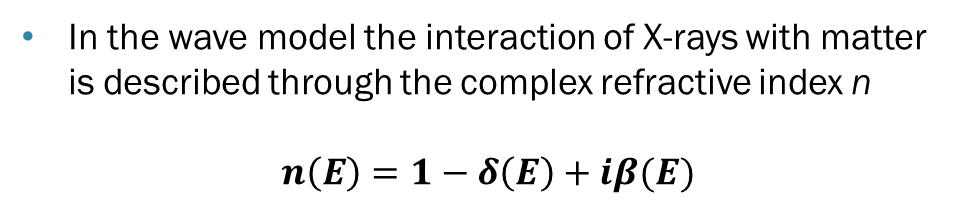 • In the wave model the interaction of X-rays with matter
is described through the complex refractive index n
n(E) = 1 − δ(E) + iβ(E)